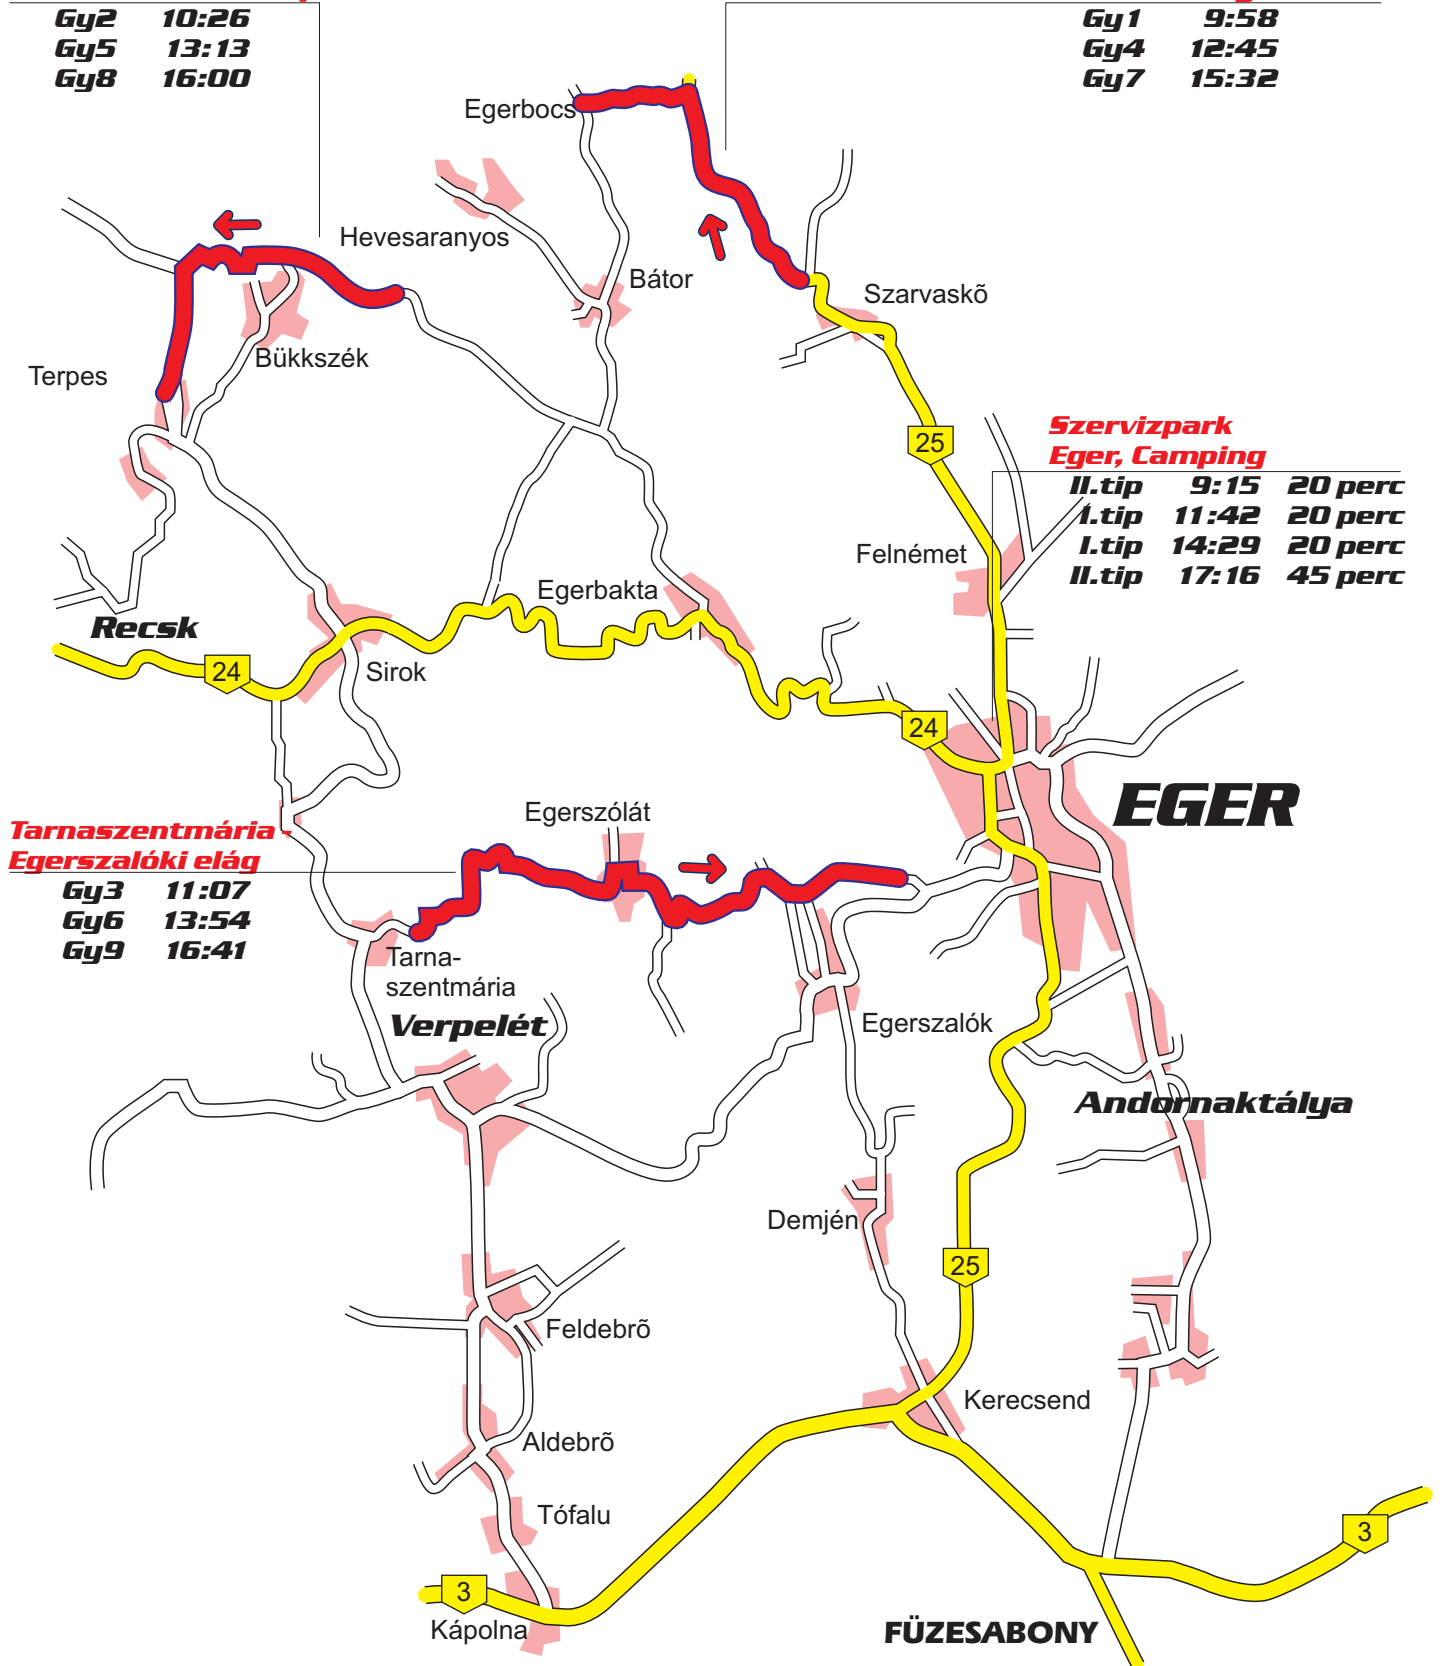 Gy2 10:26
Gy5 13:13
Gy8 16:00
Gy1 9:58
Gy4 12:45
Gy7 15:32
Egerbocs
Hevesaranyos
Bátor
Szarvaskõ
Bükkszék
Terpes
25
Szervizpark
Eger, Camping
II.tip 9:15 20 perc
I.tip 11:42 20 perc
I.tip 14:29 20 perc
II.tip 17:16 45 perc
Felnémet
Egerbakta
Recsk
24
Sirok
24
EGER
Egerszólát
Tarnaszentmária -
Egerszalóki elág
Gy3 11:07
Gy6 13:54
Gy9 16:41
Tarna-
szentmária
Verpelét
Egerszalók
Andornaktálya
Demjén
25
Feldebrõ
Kerecsend
Aldebrõ
Tófalu
3
3
Kápolna
FÜZESABONY